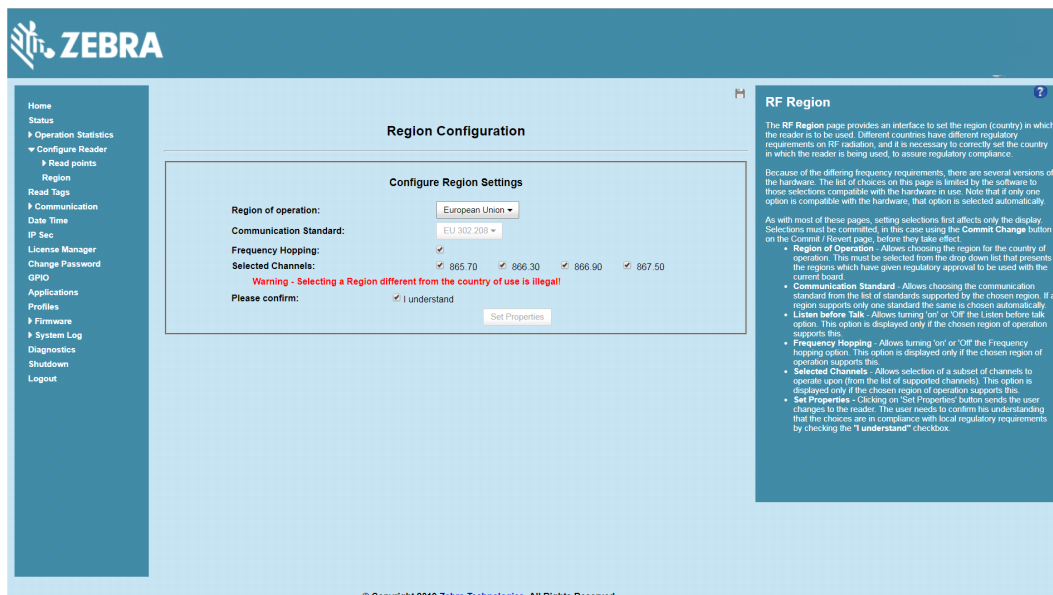 ZEBRA
Home
Status
Operation Statistics
Configure Reader
Read points
Region
Read Tags
Communication
Date Time
IP Sec
License Manager
Change Password
GPIO
Applications
Profiles
Firmware
System Log
Diagnostics
Shutdown
Logout
Region Configuration
Configure Region Settings
Region of operation: European Union
Communication Standard: EU 302.208
Frequency Hopping:
Selected Channels: 865.70 866.30 866.90 867.50
Warning - Selecting a Region different from the country of use is illegal!
Please confirm: I understand
Set Properties
?
RF Region
The RF Region page provides an interface to set the region (country) in which
the reader is to be used. Different countries have different regulatory
requirements on RF radiation, and it is necessary to correctly set the country
in which the reader is being used, to assure regulatory compliance.
Because of the differing frequency requirements, there are several versions of
the hardware. The list of choices on this page is limited by the software to
those selections compatible with the hardware in use. Note that if only one
option is compatible with the hardware, that option is selected automatically.
As with most of these pages, setting selections first affects only the display.
Selections must be committed, in this case using the Commit Change button
on the Commit / Revert page, before they take effect.
• Region of Operation - Allows choosing the region for the country of
operation. This must be selected from the drop down list that presents
the regions which have given regulatory approval to be used with the
current board.
• Communication Standard - Allows choosing the communication
standard from the list of standards supported by the chosen region. If a
region supports only one standard the same is chosen automatically.
• Listen before Talk - Allows turning 'on' or 'Off' the Listen before talk
option. This option is displayed only if the chosen region of operation
supports this.
• Frequency Hopping - Allows turning 'on' or 'Off' the Frequency
hopping option. This option is displayed only if the chosen region of
operation supports this.
• Selected Channels - Allows selection of a subset of channels to
operate upon (from the list of supported channels). This option is
displayed only if the chosen region of operation supports this.
• Set Properties - Clicking on 'Set Properties' button sends the user
changes to the reader. The user needs to confirm his understanding
that the choices are in compliance with local regulatory requirements
by checking the "I understand" checkbox.